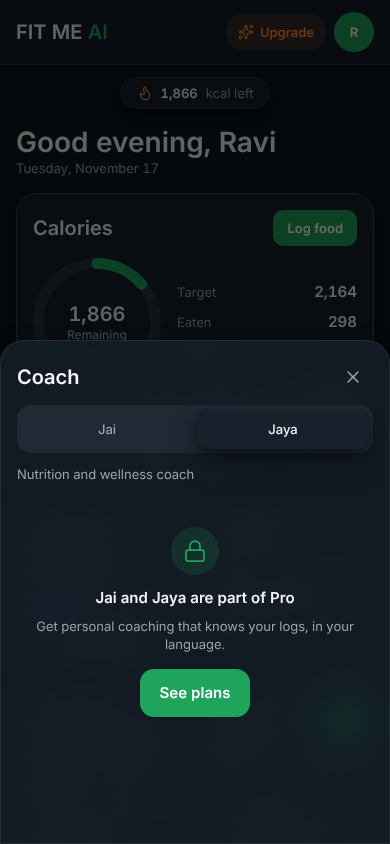 FIT ME AI
Upgrade
R
1,866 kcal left
Good evening, Ravi
Tuesday, November 17
Calories
Log food
1,866
Remaining
Target 2,164
Eaten 298
Coach
Jai
Jaya
Nutrition and wellness coach
Jai and Jaya are part of Pro
Get personal coaching that knows your logs, in your
language.
See plans